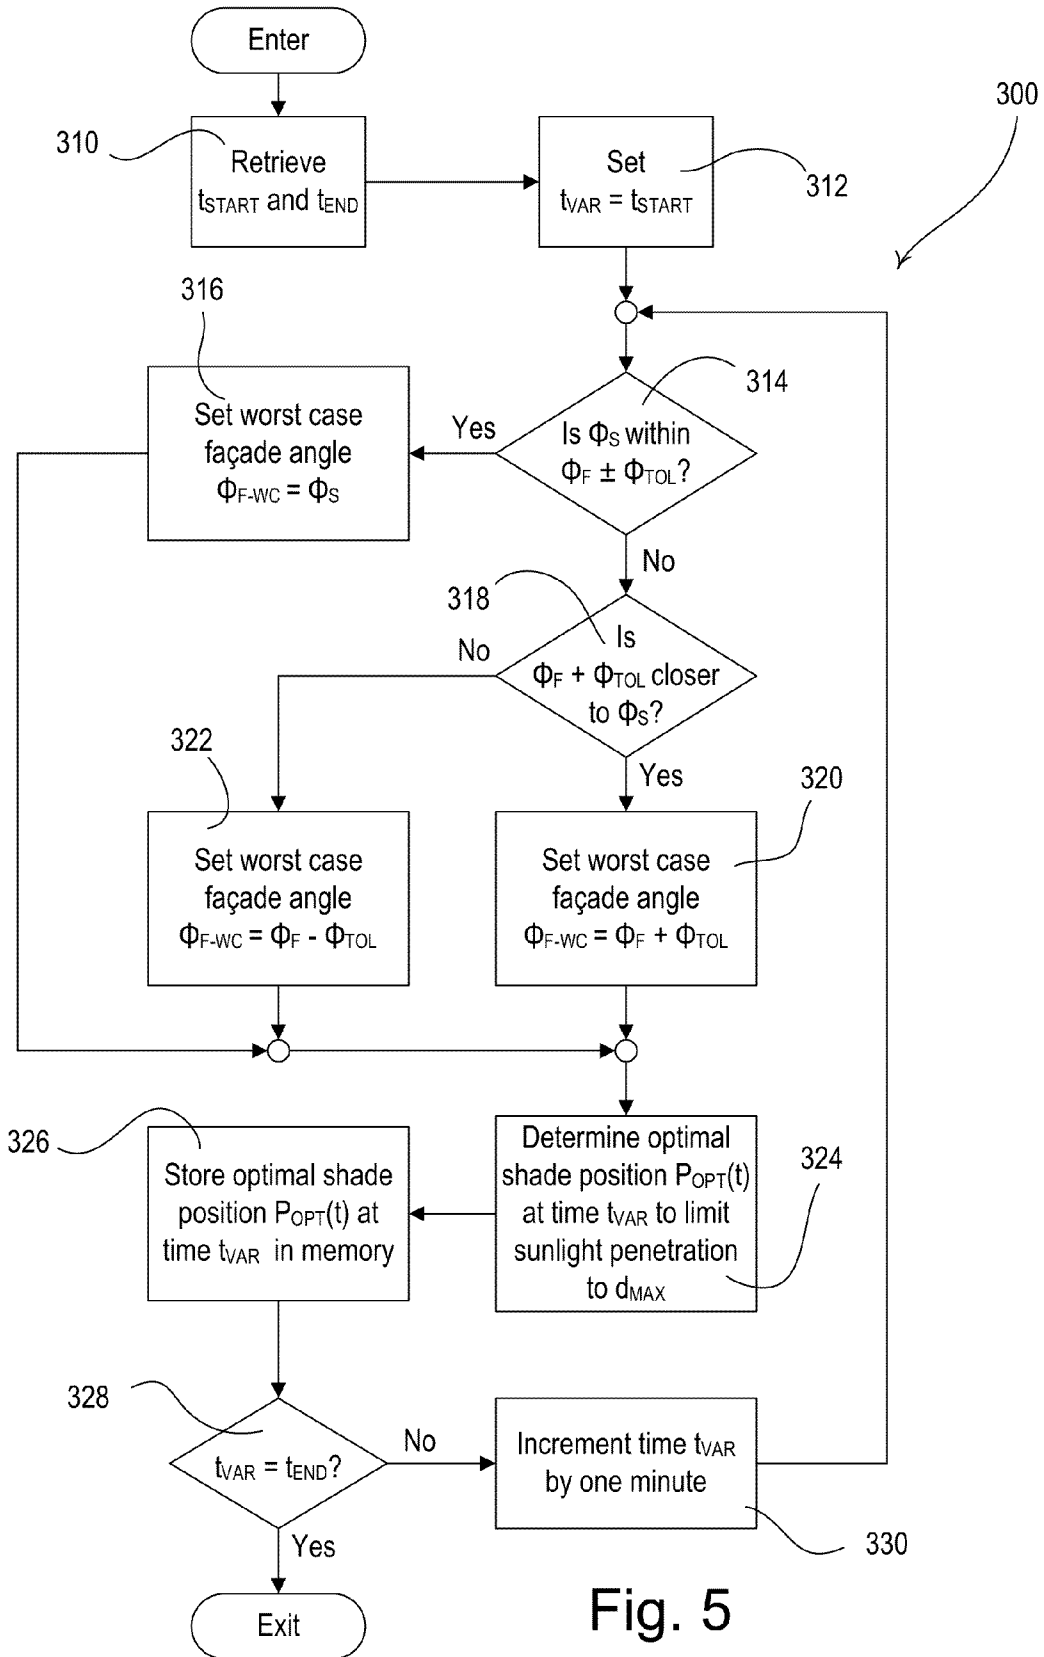 Enter
300
310
Retrieve
tSTART and tEND
Set
tVAR = tSTART
312
316
Set worst case
façade angle
ΦF-WC = ΦS
Yes
314
Is ΦS within
ΦF ± ΦTOL?
No
318
Is
ΦF + ΦTOL closer
to ΦS?
No
Yes
322
Set worst case
façade angle
ΦF-WC = ΦF - ΦTOL
320
Set worst case
façade angle
ΦF-WC = ΦF + ΦTOL
326
Store optimal shade
position POPT(t) at
time tVAR in memory
Determine optimal
shade position POPT(t)
at time tVAR to limit
sunlight penetration
to dMAX
324
328
tVAR = tEND?
No
Increment time tVAR
by one minute
330
Yes
Exit
Fig. 5